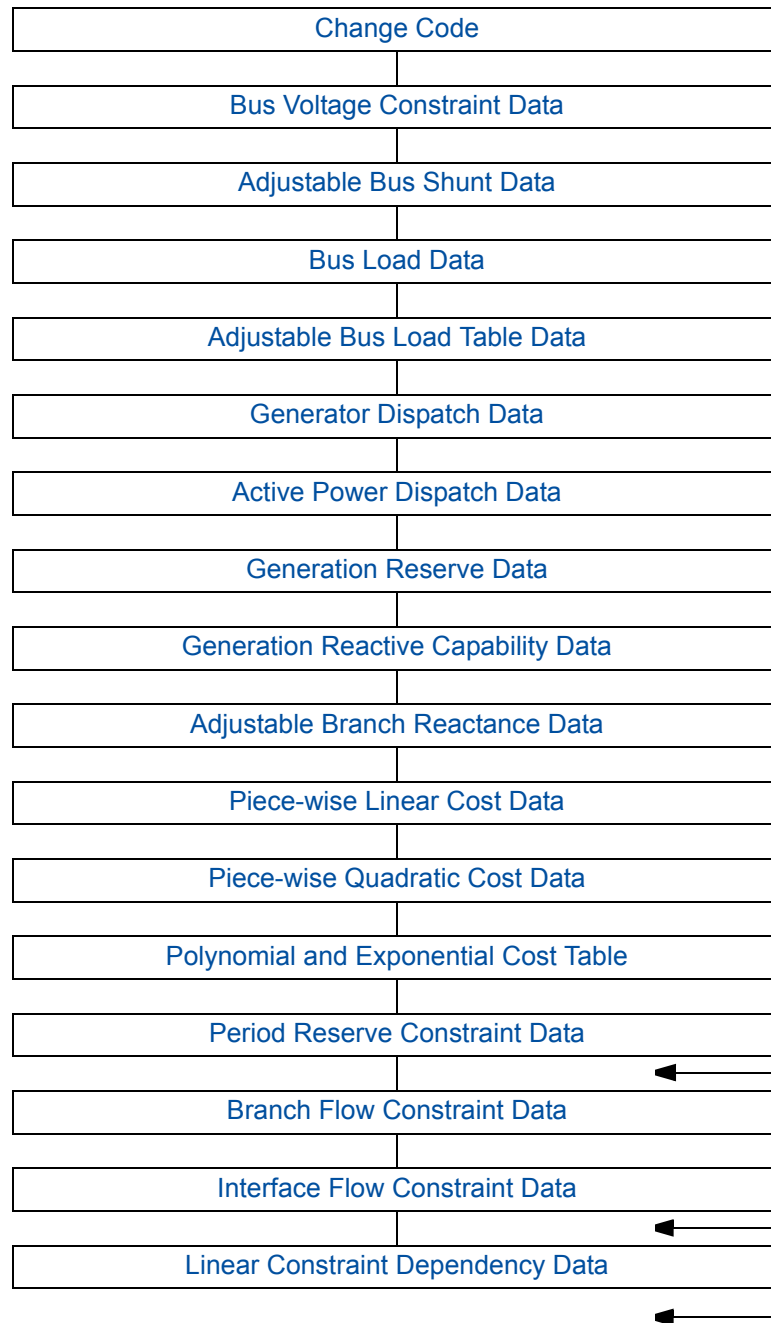 Change Code
Bus Voltage Constraint Data
Adjustable Bus Shunt Data
Bus Load Data
Adjustable Bus Load Table Data
Generator Dispatch Data
Active Power Dispatch Data
Generation Reserve Data
Generation Reactive Capability Data
Adjustable Branch Reactance Data
Piece-wise Linear Cost Data
Piece-wise Quadratic Cost Data
Polynomial and Exponential Cost Table
Period Reserve Constraint Data
Branch Flow Constraint Data
Interface Flow Constraint Data
Linear Constraint Dependency Data